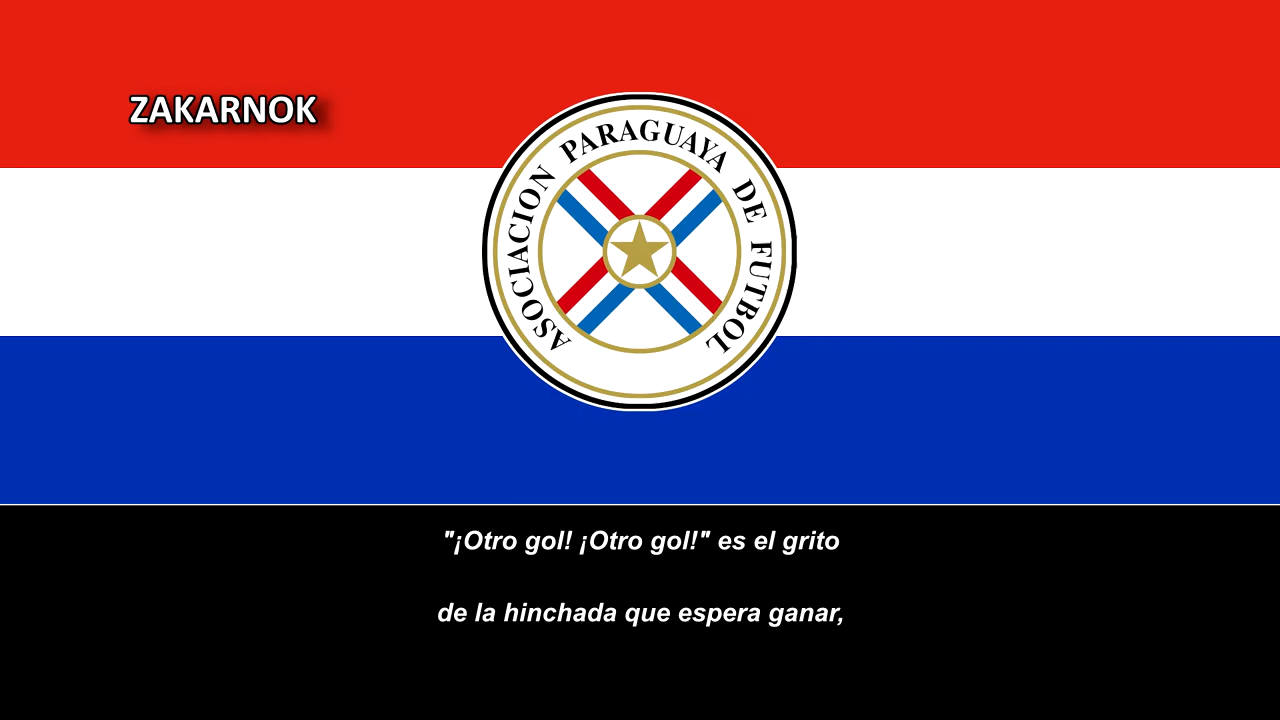 ZAKARNOK
ASOCIACION PARAGUAYA DE FUTBOL
"¡Otro gol! ¡Otro gol!" es el grito
de la hinchada que espera ganar,